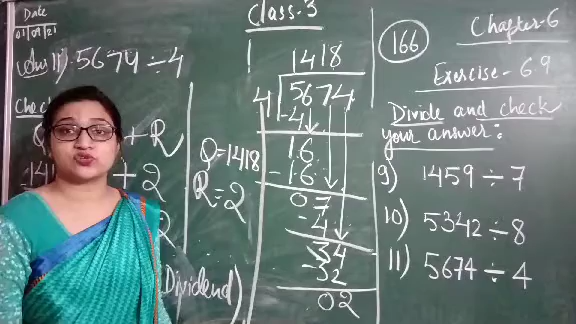 Date
01/09/21
Class-3
166
Chapter-6
Exercise-6.9
Divide and check
your answer:
9) 1459 ÷ 7
10) 5342 ÷ 8
11) 5674 ÷ 4
11) 5674 ÷ 4
Check
Q + R
+ 2
2
Dividend)
Q = 1418
R = 2
1418
4 5674
-4
16
-16
07
-4
34
-32
02